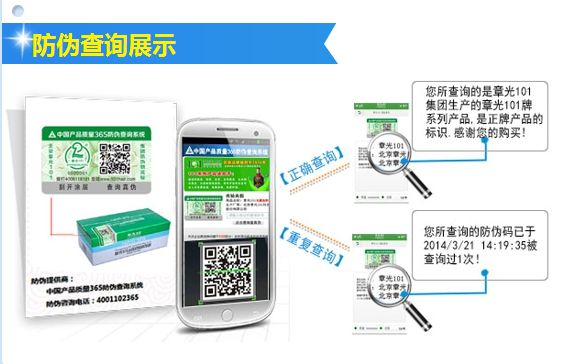 防伪查询展示
中国产品质量365防伪查询系统
刮开涂层 查询真伪
防伪提供商：
中国产品质量365防伪查询系统
防伪咨询电话：4001102365
中国产品质量365防伪查询系统
【正确查询】
章光101
北京章光
您所查询的是章光101
集团生产的章光101牌
系列产品, 是正牌产品的
标识. 感谢您的购买!
【重复查询】
章光101
北京章光
您所查询的防伪码已于
2014/3/21 14:19:35被
查询过1次!